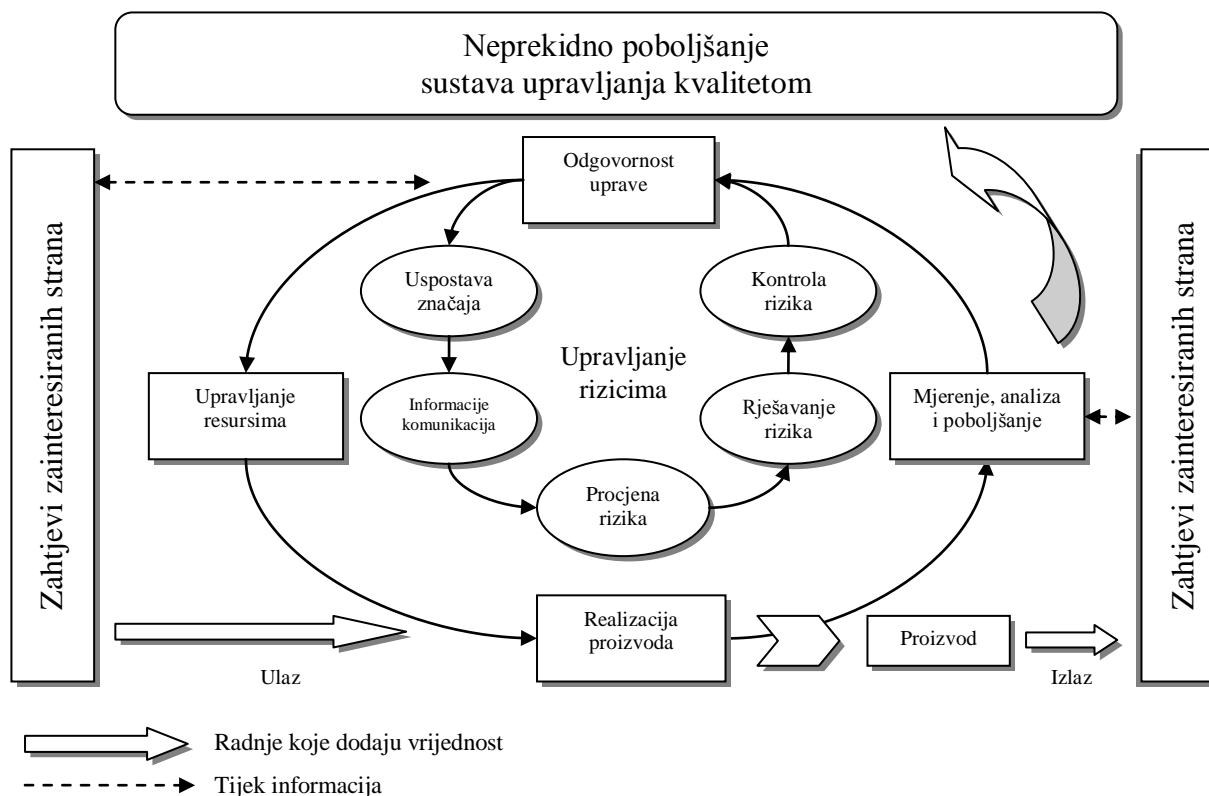 Neprekidno poboljšanje
sustava upravljanja kvalitetom
Zahtjevi zainteresiranih strana
Odgovornost
uprave
Uspostava
značaja
Kontrola
rizika
Upravljanje
rizicima
Upravljanje
resursima
Informacije
komunikacija
Rješavanje
rizika
Mjerenje, analiza
i poboljšanje
Procjena
rizika
Realizacija
proizvoda
Proizvod
Ulaz
Izlaz
Zahtjevi zainteresiranih strana
Radnje koje dodaju vrijednost
Tijek informacija